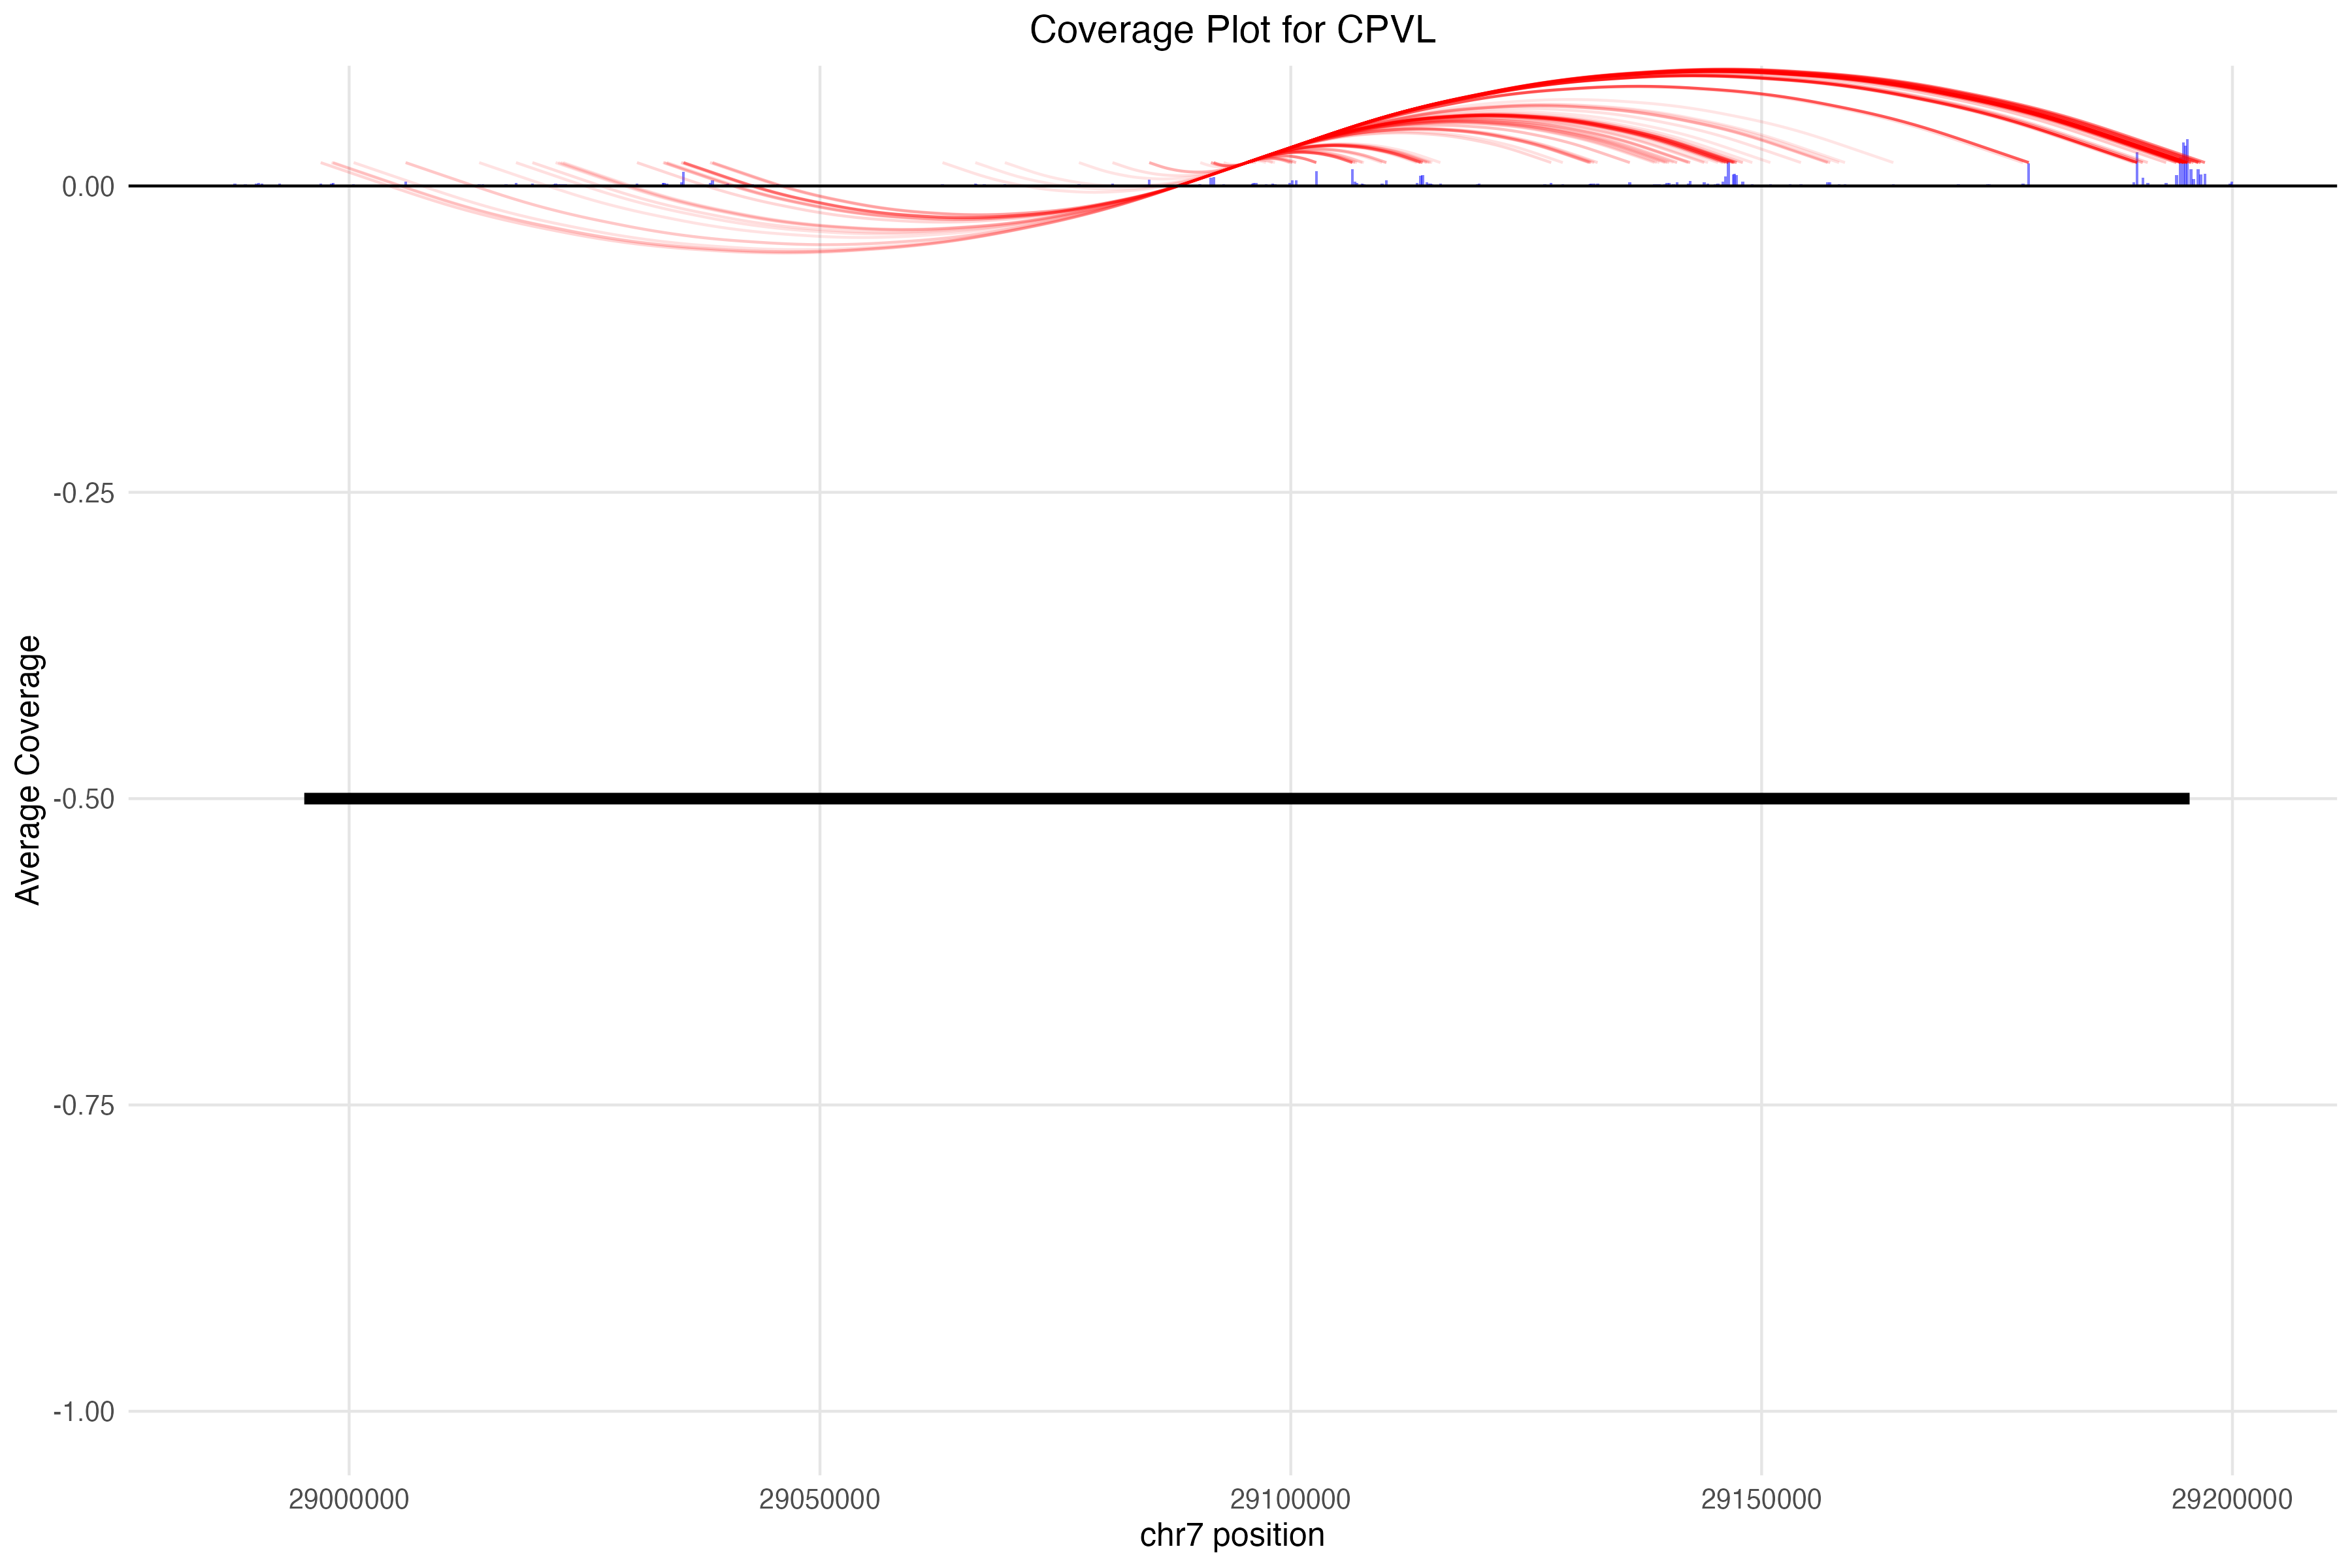 Coverage Plot for CPVL
0.00
-0.25
-0.50
-0.75
-1.00
Average Coverage
29000000 29050000 29100000 29150000 29200000
chr7 position